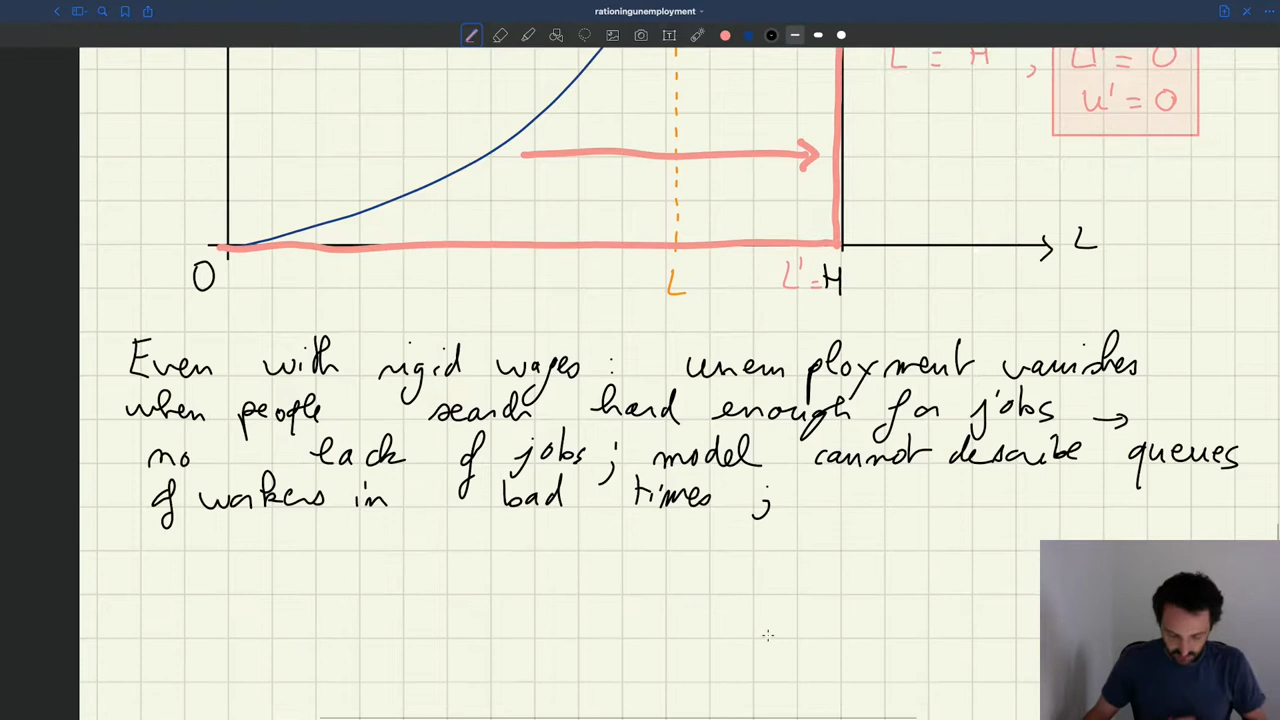 rationingunemployment
L = H , U' = 0
u' = 0
L
O
L
L' = H
Even with rigid wages : unemployment vanishes
when people search hard enough for jobs →
no lack of jobs ; model cannot describe queues
of workers in bad times ;